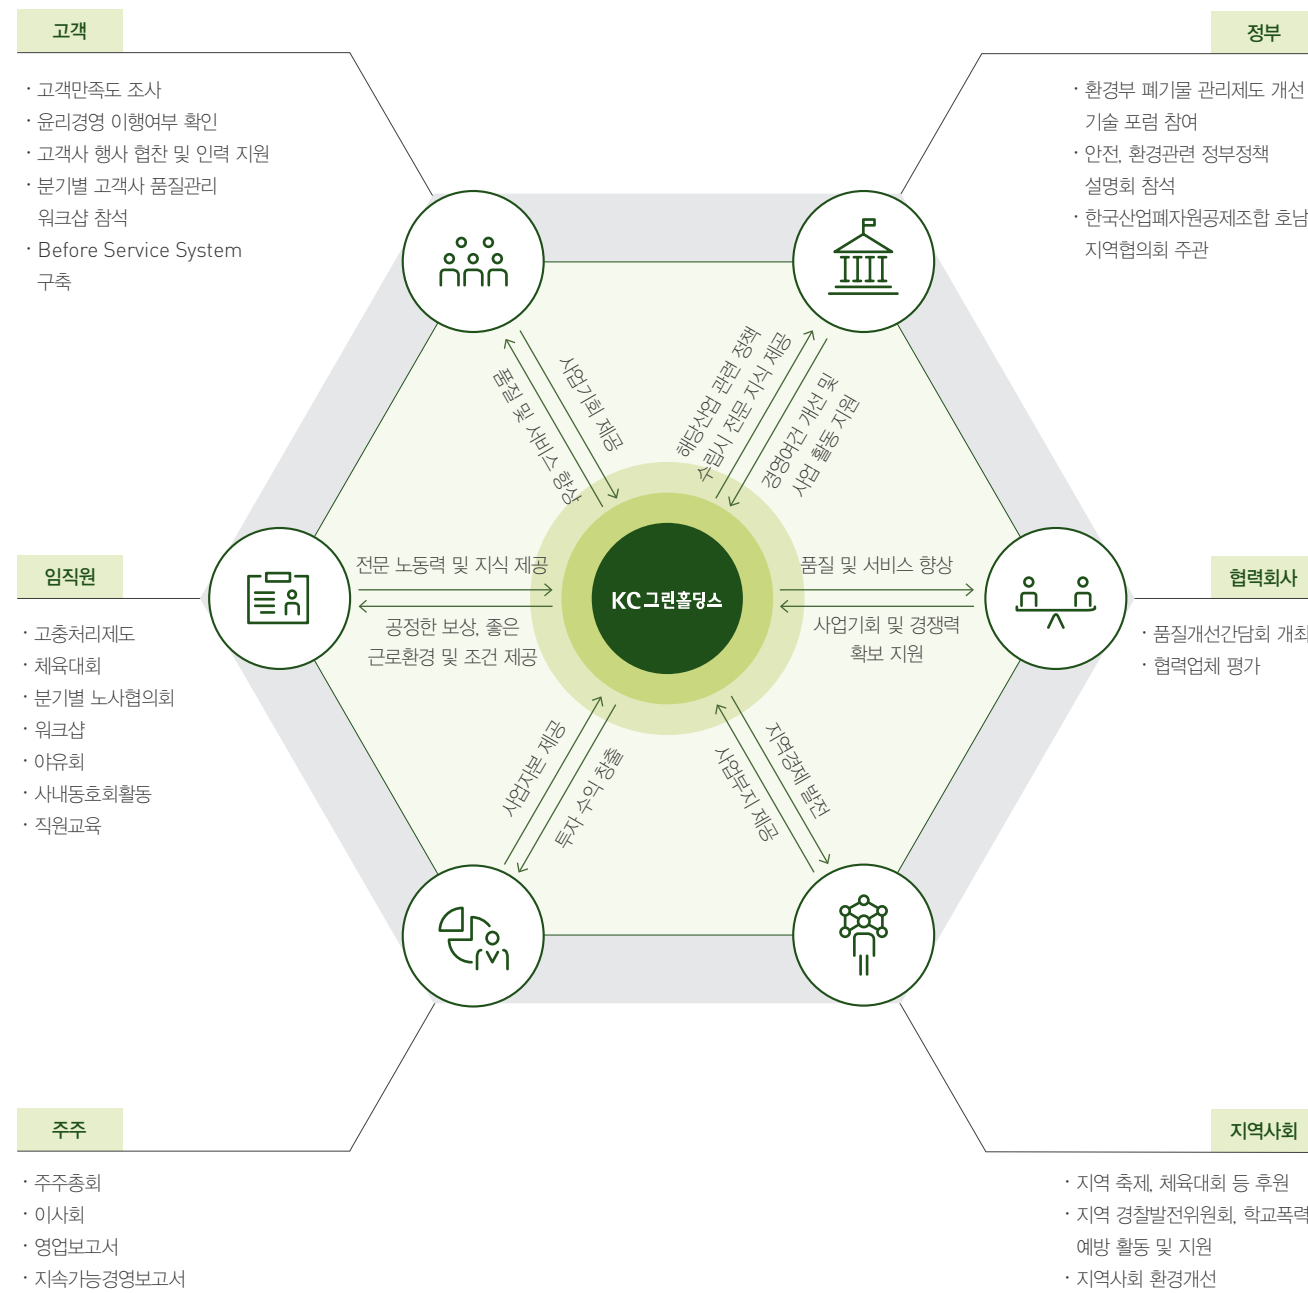 고객
· 고객만족도 조사
· 윤리경영 이행여부 확인
· 고객사 행사 협찬 및 인력 지원
· 분기별 고객사 품질관리
워크샵 참석
· Before Service System
구축
정부
· 환경부 폐기물 관리제도 개선
기술 포럼 참여
· 안전, 환경관련 정부정책
설명회 참석
· 한국산업폐자원공제조합 호남
지역협의회 주관
사업기회 제공
품질 및 서비스 향상
해당산업 관련 정책
수립시 전문 지식 제공
경영여건 개선 및
사업 활동 지원
임직원
· 고충처리제도
· 체육대회
· 분기별 노사협의회
· 워크샵
· 야유회
· 사내동호회활동
· 직원교육
전문 노동력 및 지식 제공
공정한 보상, 좋은
근로환경 및 조건 제공
KC그린홀딩스
품질 및 서비스 향상
사업기회 및 경쟁력
확보 지원
협력회사
· 품질개선간담회 개최
· 협력업체 평가
사업자본 제공
투자 수익 창출
지역경제 발전
사업부지 제공
주주
· 주주총회
· 이사회
· 영업보고서
· 지속가능경영보고서
지역사회
· 지역 축제, 체육대회 등 후원
· 지역 경찰발전위원회, 학교폭력
예방 활동 및 지원
· 지역사회 환경개선